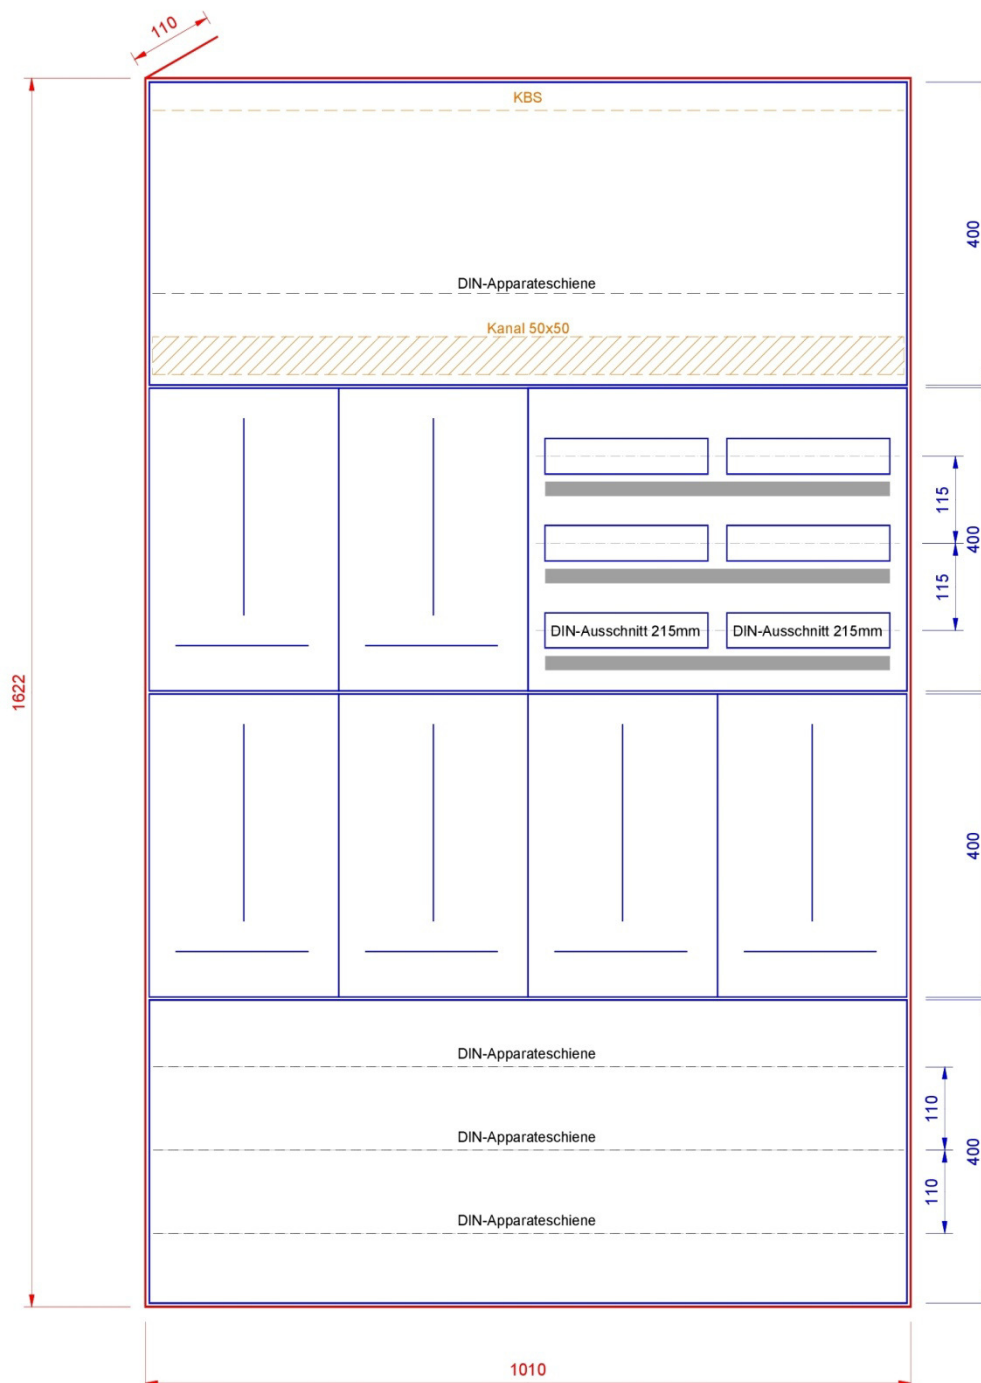 110
KBS
400
DIN-Apparateschiene
Kanal 50x50
115
400
115
DIN-Ausschnitt 215mm DIN-Ausschnitt 215mm
1622
400
DIN-Apparateschiene
110
DIN-Apparateschiene
400
110
DIN-Apparateschiene
1010